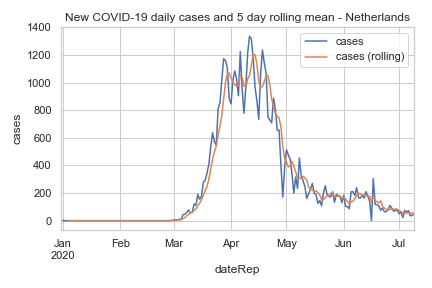 New COVID-19 daily cases and 5 day rolling mean - Netherlands
1400
1200
1000
800
600
400
200
0
cases
cases
cases (rolling)
Jan Feb Mar Apr May Jun Jul
2020
dateRep